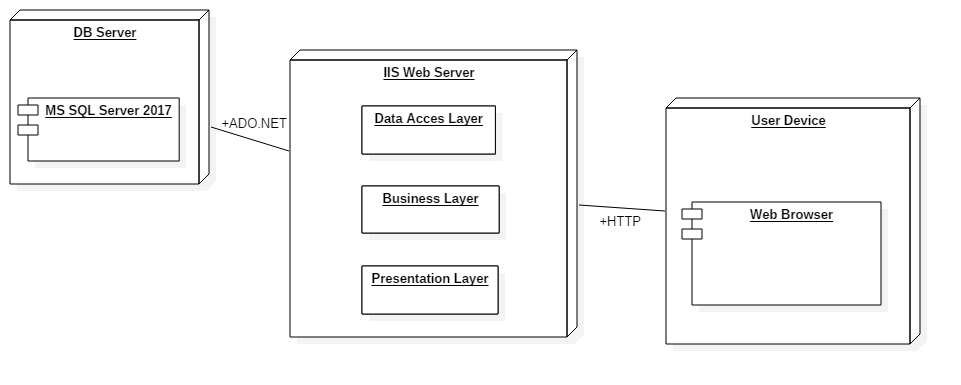 DB Server
MS SQL Server 2017
+ADO.NET
IIS Web Server
Data Acces Layer
Business Layer
Presentation Layer
+HTTP
User Device
Web Browser